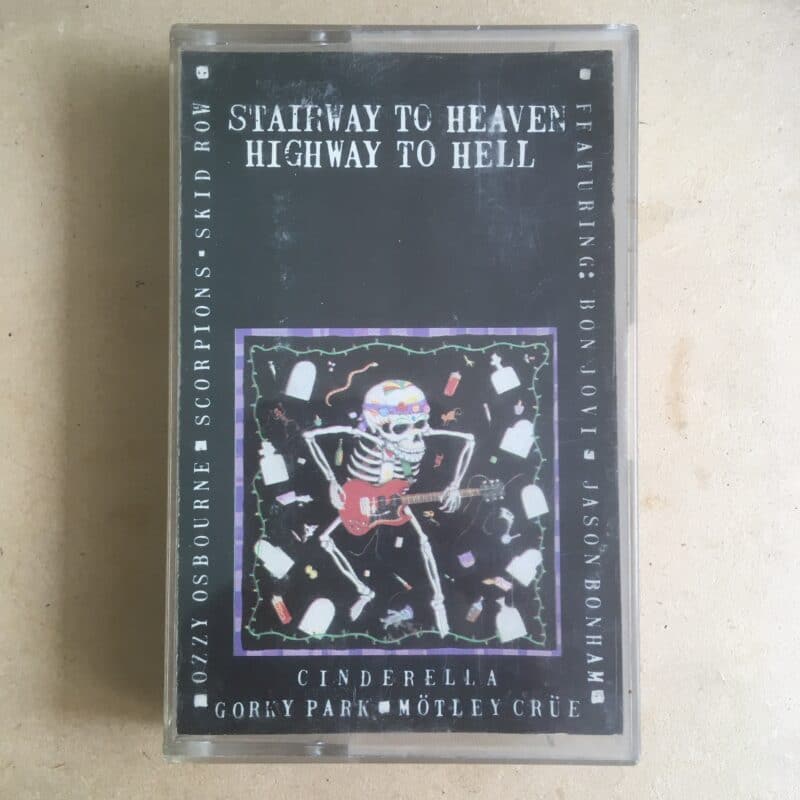 STAIRWAY TO HEAVEN
HIGHWAY TO HELL
FEATURING: BON JOVI ▪ JASON BONHAM ▪
CINDERELLA
GORKY PARK ▪ MÖTLEY CRÜE
▪ OZZY OSBOURNE ▪ SCORPIONS ▪ SKID ROW ▪